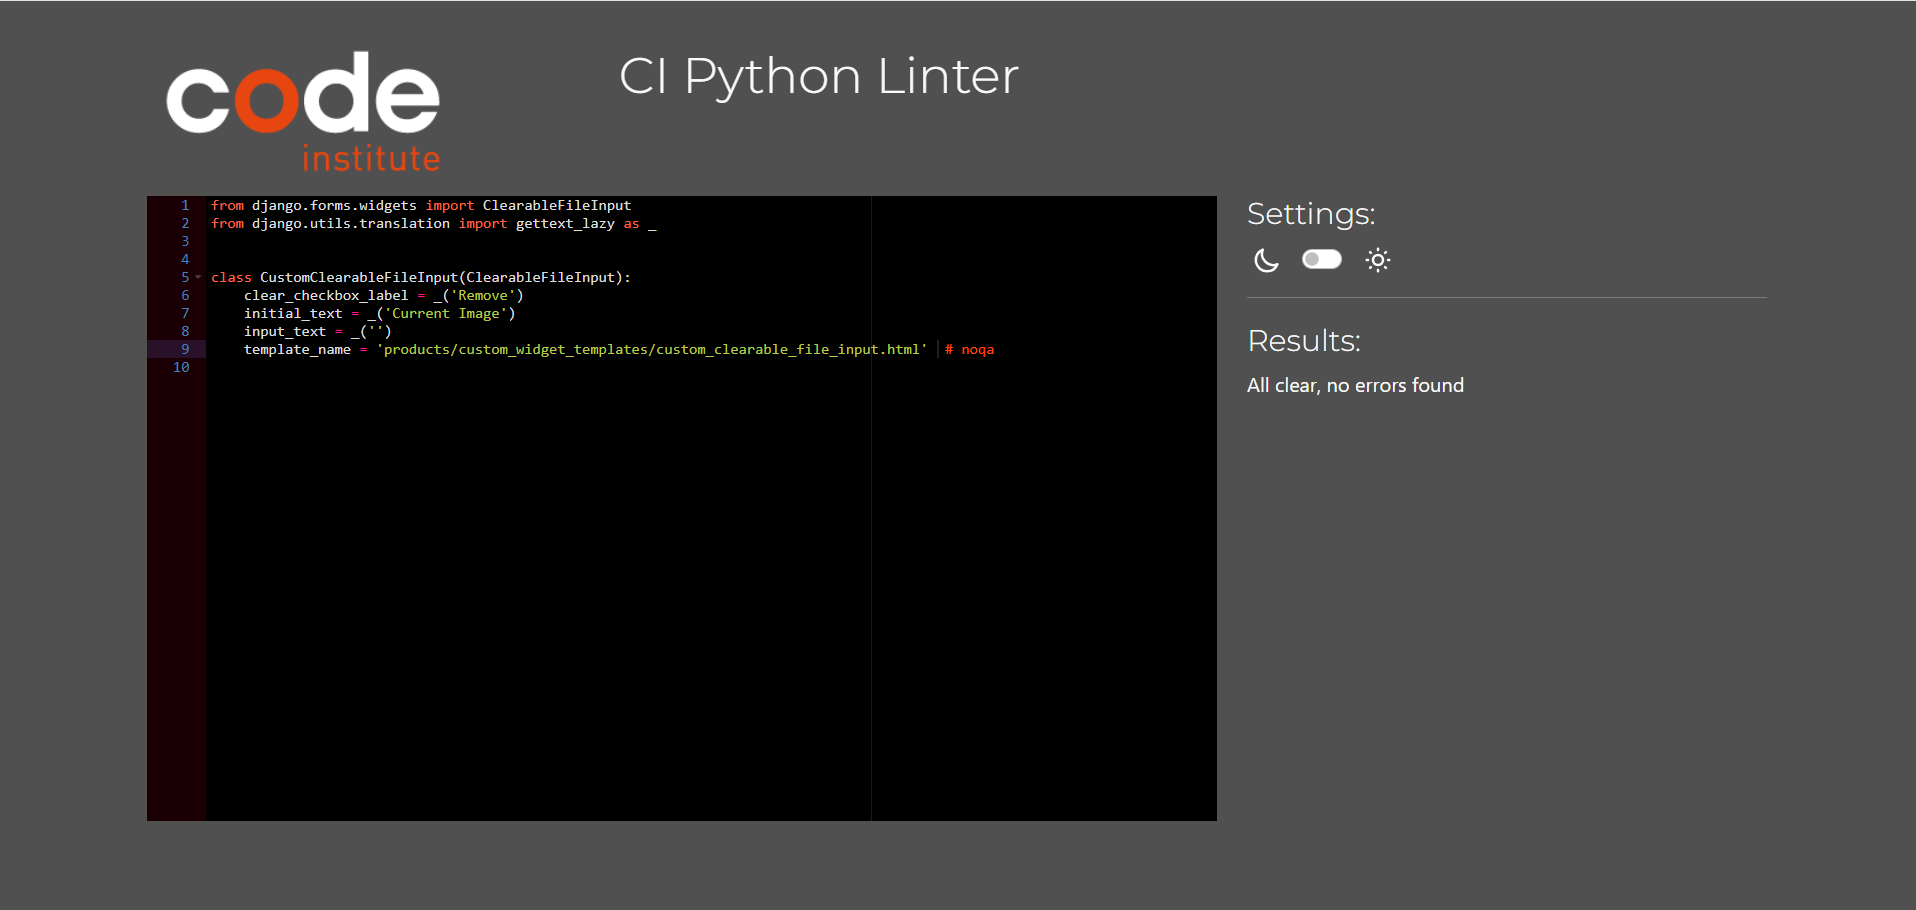 code
institute
CI Python Linter
1 from django.forms.widgets import ClearableFileInput
2 from django.utils.translation import gettext_lazy as _
3
4
5 class CustomClearableFileInput(ClearableFileInput):
6     clear_checkbox_label = _('Remove')
7     initial_text = _('Current Image')
8     input_text = _('')
9     template_name = 'products/custom_widget_templates/custom_clearable_file_input.html'  # noqa
10
Settings:
Results:
All clear, no errors found